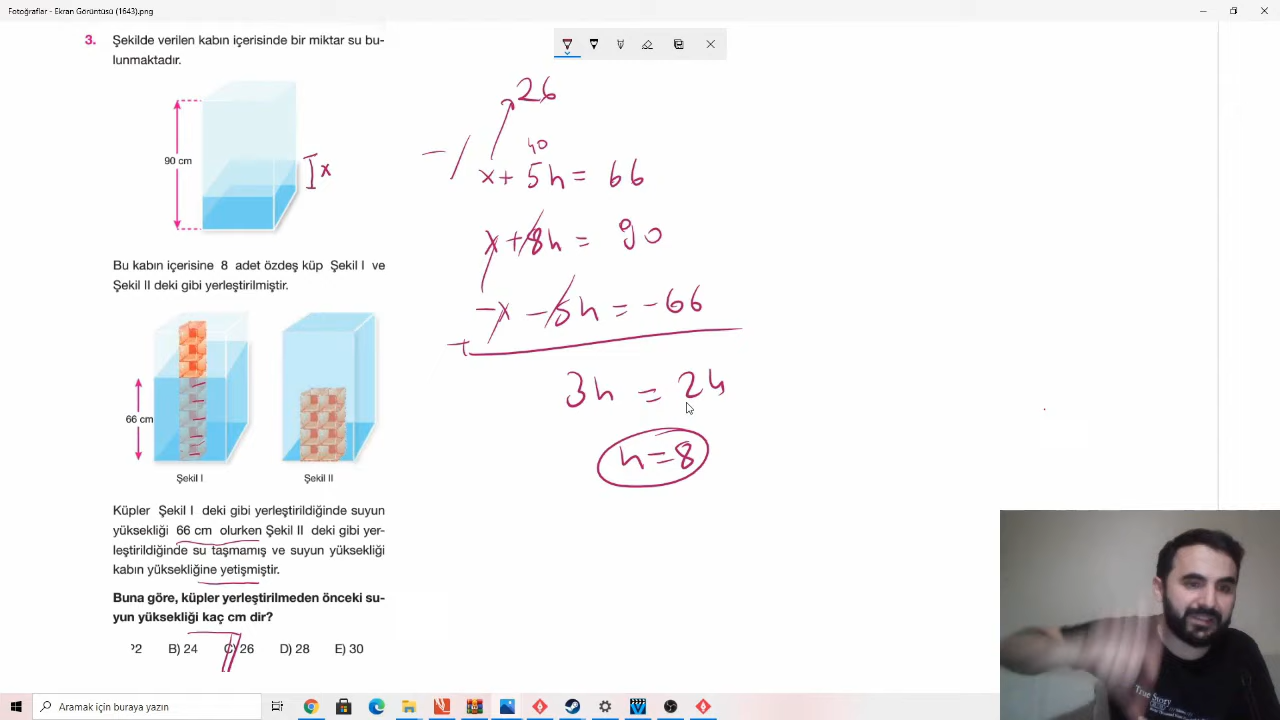 Fotoğraflar - Ekran Görüntüsü (1643).png
3. Şekilde verilen kabın içerisinde bir miktar su bu-
lunmaktadır.
90 cm
x
Bu kabın içerisine 8 adet özdeş küp Şekil I ve
Şekil II deki gibi yerleştirilmiştir.
66 cm
Şekil I
Şekil II
Küpler Şekil I deki gibi yerleştirildiğinde suyun
yüksekliği 66 cm olurken Şekil II deki gibi yer-
leştirildiğinde su taşmamış ve suyun yüksekliği
kabın yüksekliğine yetişmiştir.
Buna göre, küpler yerleştirilmeden önceki su-
yun yüksekliği kaç cm dir?
22 B) 24 C) 26 D) 28 E) 30
26
40
-/ x + 5h = 66
x + 8h = 90
-x - 5h = -66
+
3h = 24
h = 8
True Story
Aramak için buraya yazın